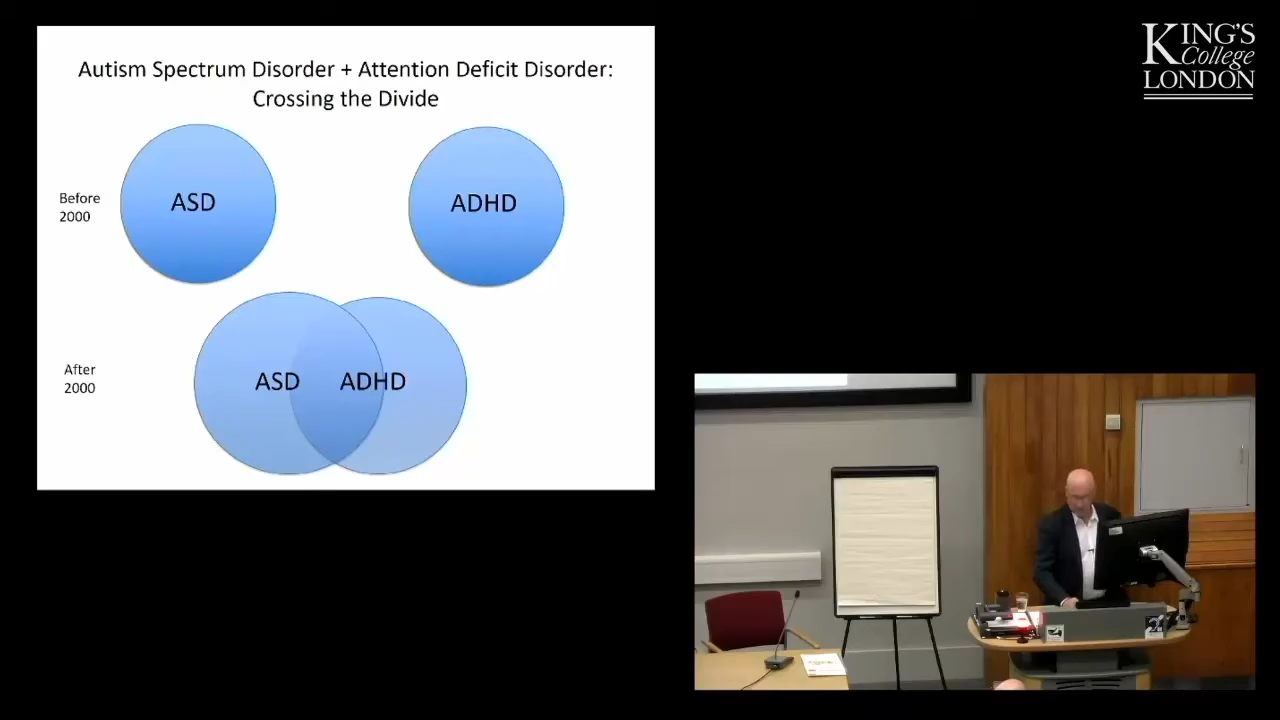 Autism Spectrum Disorder + Attention Deficit Disorder:
Crossing the Divide
Before
2000
ASD
ADHD
After
2000
ASD
ADHD
KING'S
College
LONDON